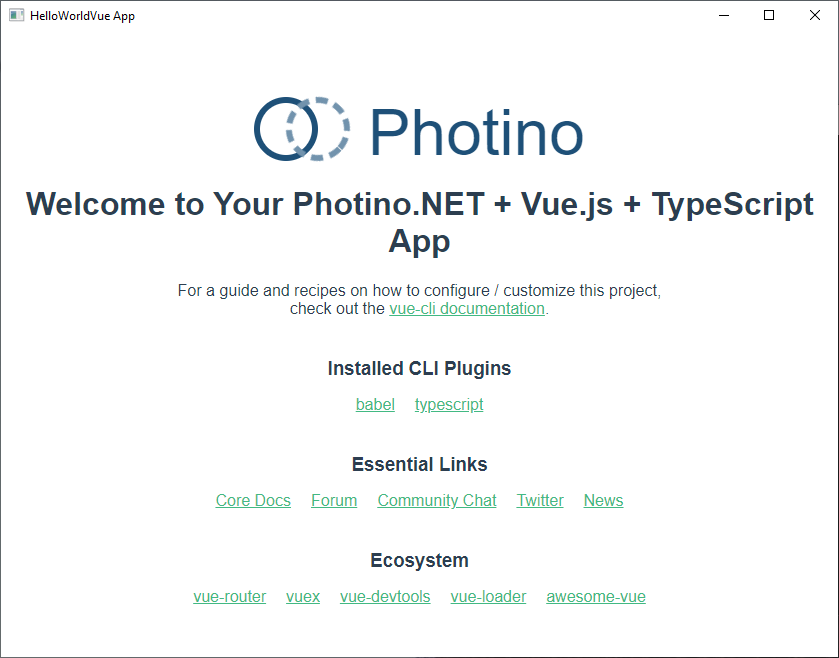 HelloWorldVue App
Photino
Welcome to Your Photino.NET + Vue.js + TypeScript
App
For a guide and recipes on how to configure / customize this project,
check out the vue-cli documentation.
Installed CLI Plugins
babel typescript
Essential Links
Core Docs Forum Community Chat Twitter News
Ecosystem
vue-router vuex vue-devtools vue-loader awesome-vue